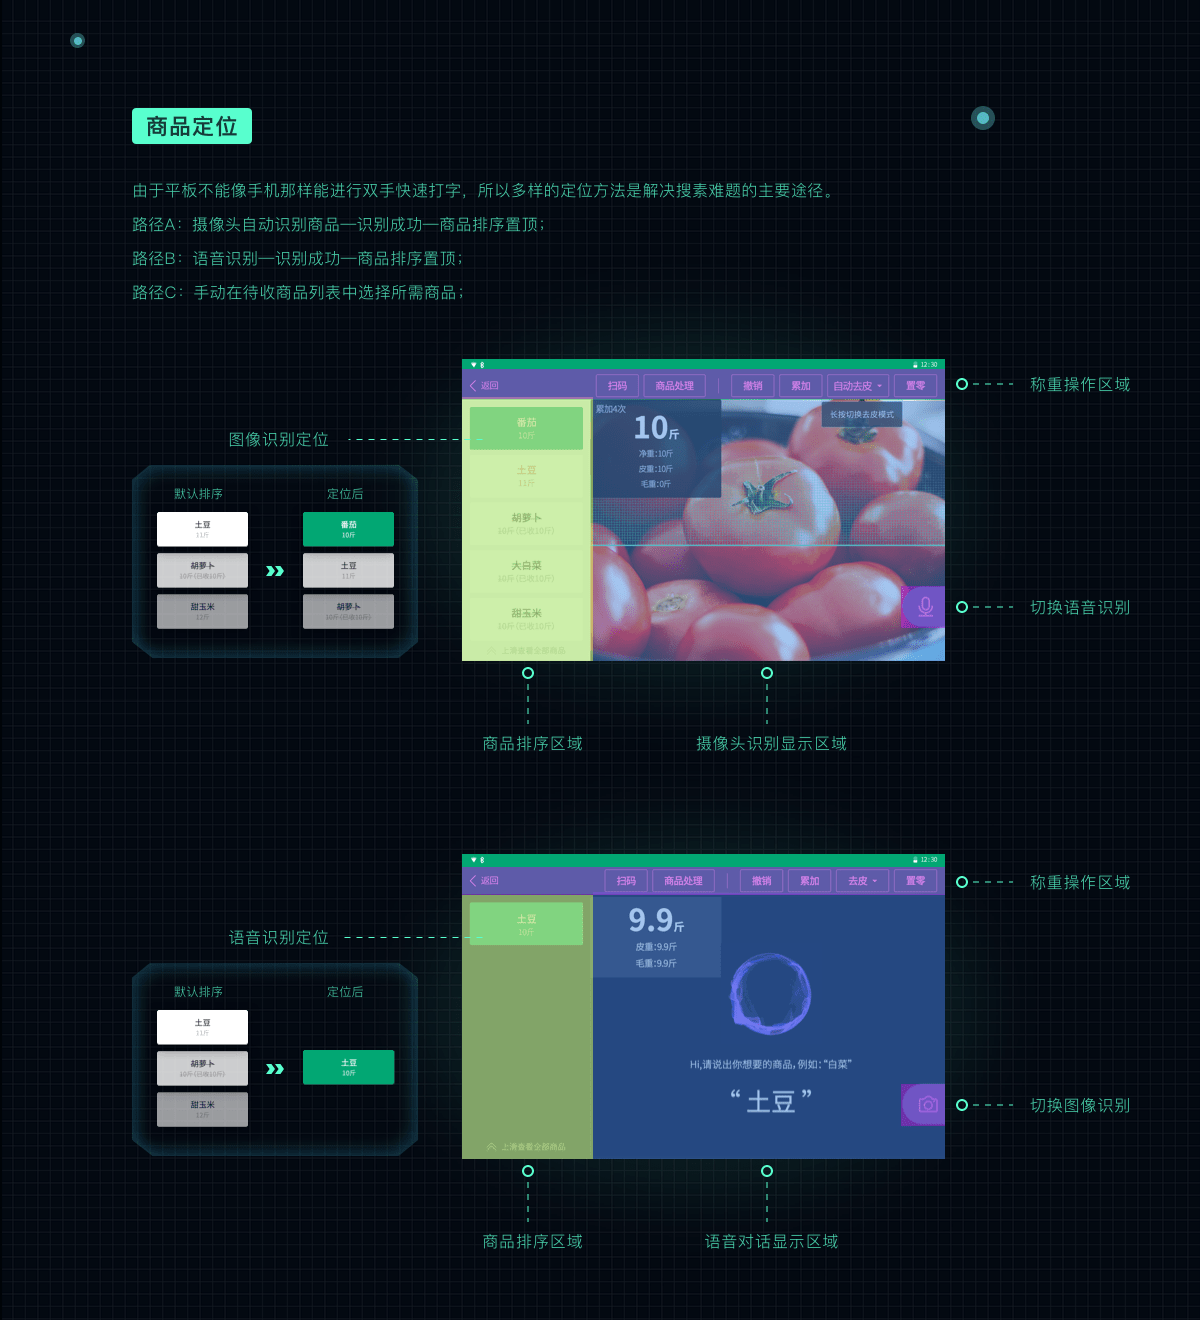 商品定位
由于平板不能像手机那样能进行双手快速打字，所以多样的定位方法是解决搜素难题的主要途径。
路径A：摄像头自动识别商品—识别成功—商品排序置顶；
路径B：语音识别—识别成功—商品排序置顶；
路径C：手动在待收商品列表中选择所需商品；
12:30
返回
扫码
商品处理
撤销
累加
自动去皮
置零
称重操作区域
长按切换去皮模式
图像识别定位
默认排序
定位后
土豆
11斤
胡萝卜
10斤(已收10斤)
甜玉米
12斤
番茄
10斤
土豆
11斤
胡萝卜
10斤(已收10斤)
番茄
10斤
土豆
11斤
胡萝卜
10斤(已收10斤)
大白菜
10斤(已收10斤)
甜玉米
10斤(已收10斤)
上滑查看全部商品
累加4次
10斤
净重:10斤
皮重:10斤
毛重:0斤
切换语音识别
商品排序区域
摄像头识别显示区域
12:30
返回
扫码
商品处理
撤销
累加
去皮
置零
称重操作区域
语音识别定位
默认排序
定位后
土豆
11斤
胡萝卜
10斤(已收10斤)
甜玉米
12斤
土豆
10斤
土豆
10斤
上滑查看全部商品
9.9斤
皮重:9.9斤
毛重:9.9斤
Hi,请说出你想要的商品,例如:“白菜”
“土豆”
切换图像识别
商品排序区域
语音对话显示区域